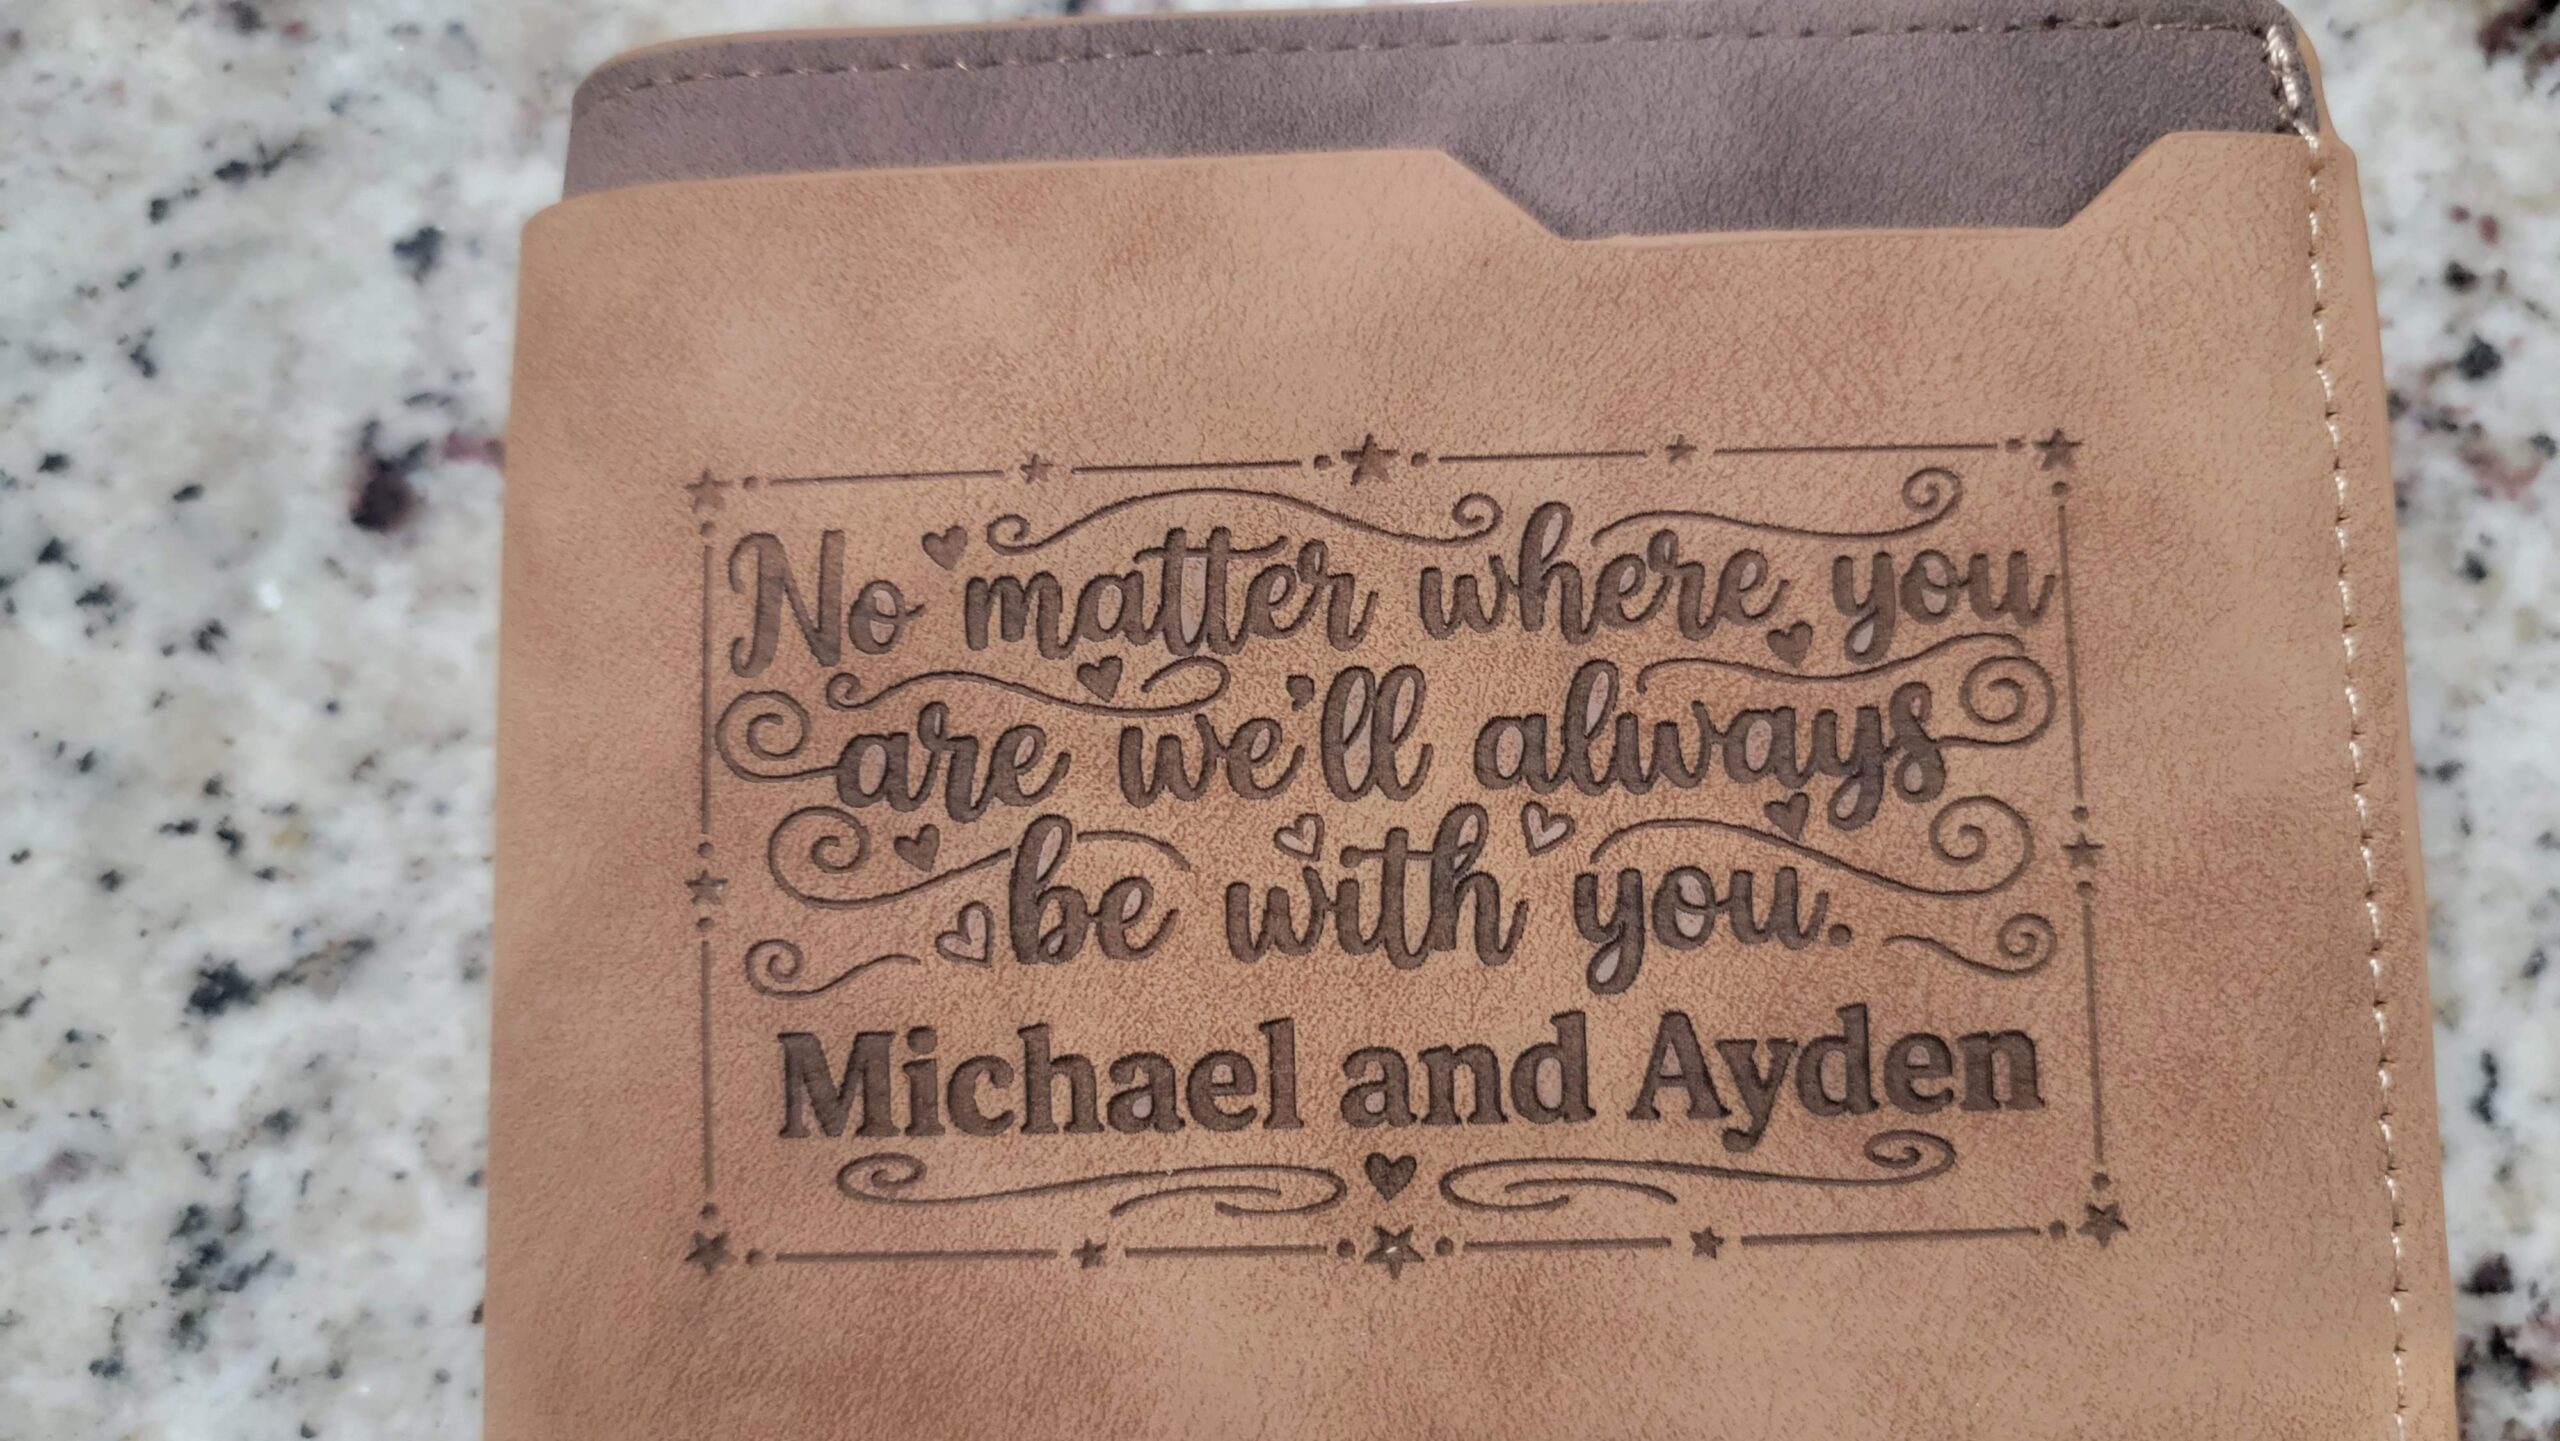 No matter where you
are we'll always
be with you.
Michael and Ayden